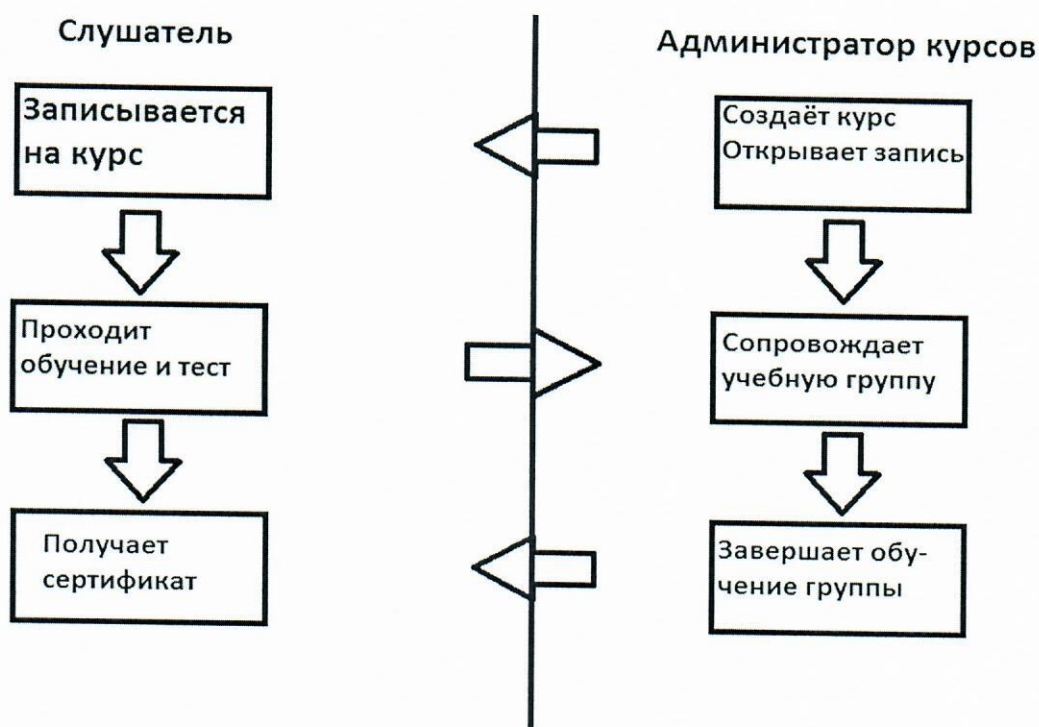 Слушатель
Администратор курсов
Записывается
на курс
Создаёт курс
Открывает запись
Проходит
обучение и тест
Сопровождает
учебную группу
Получает
сертификат
Завершает обу-
чение группы